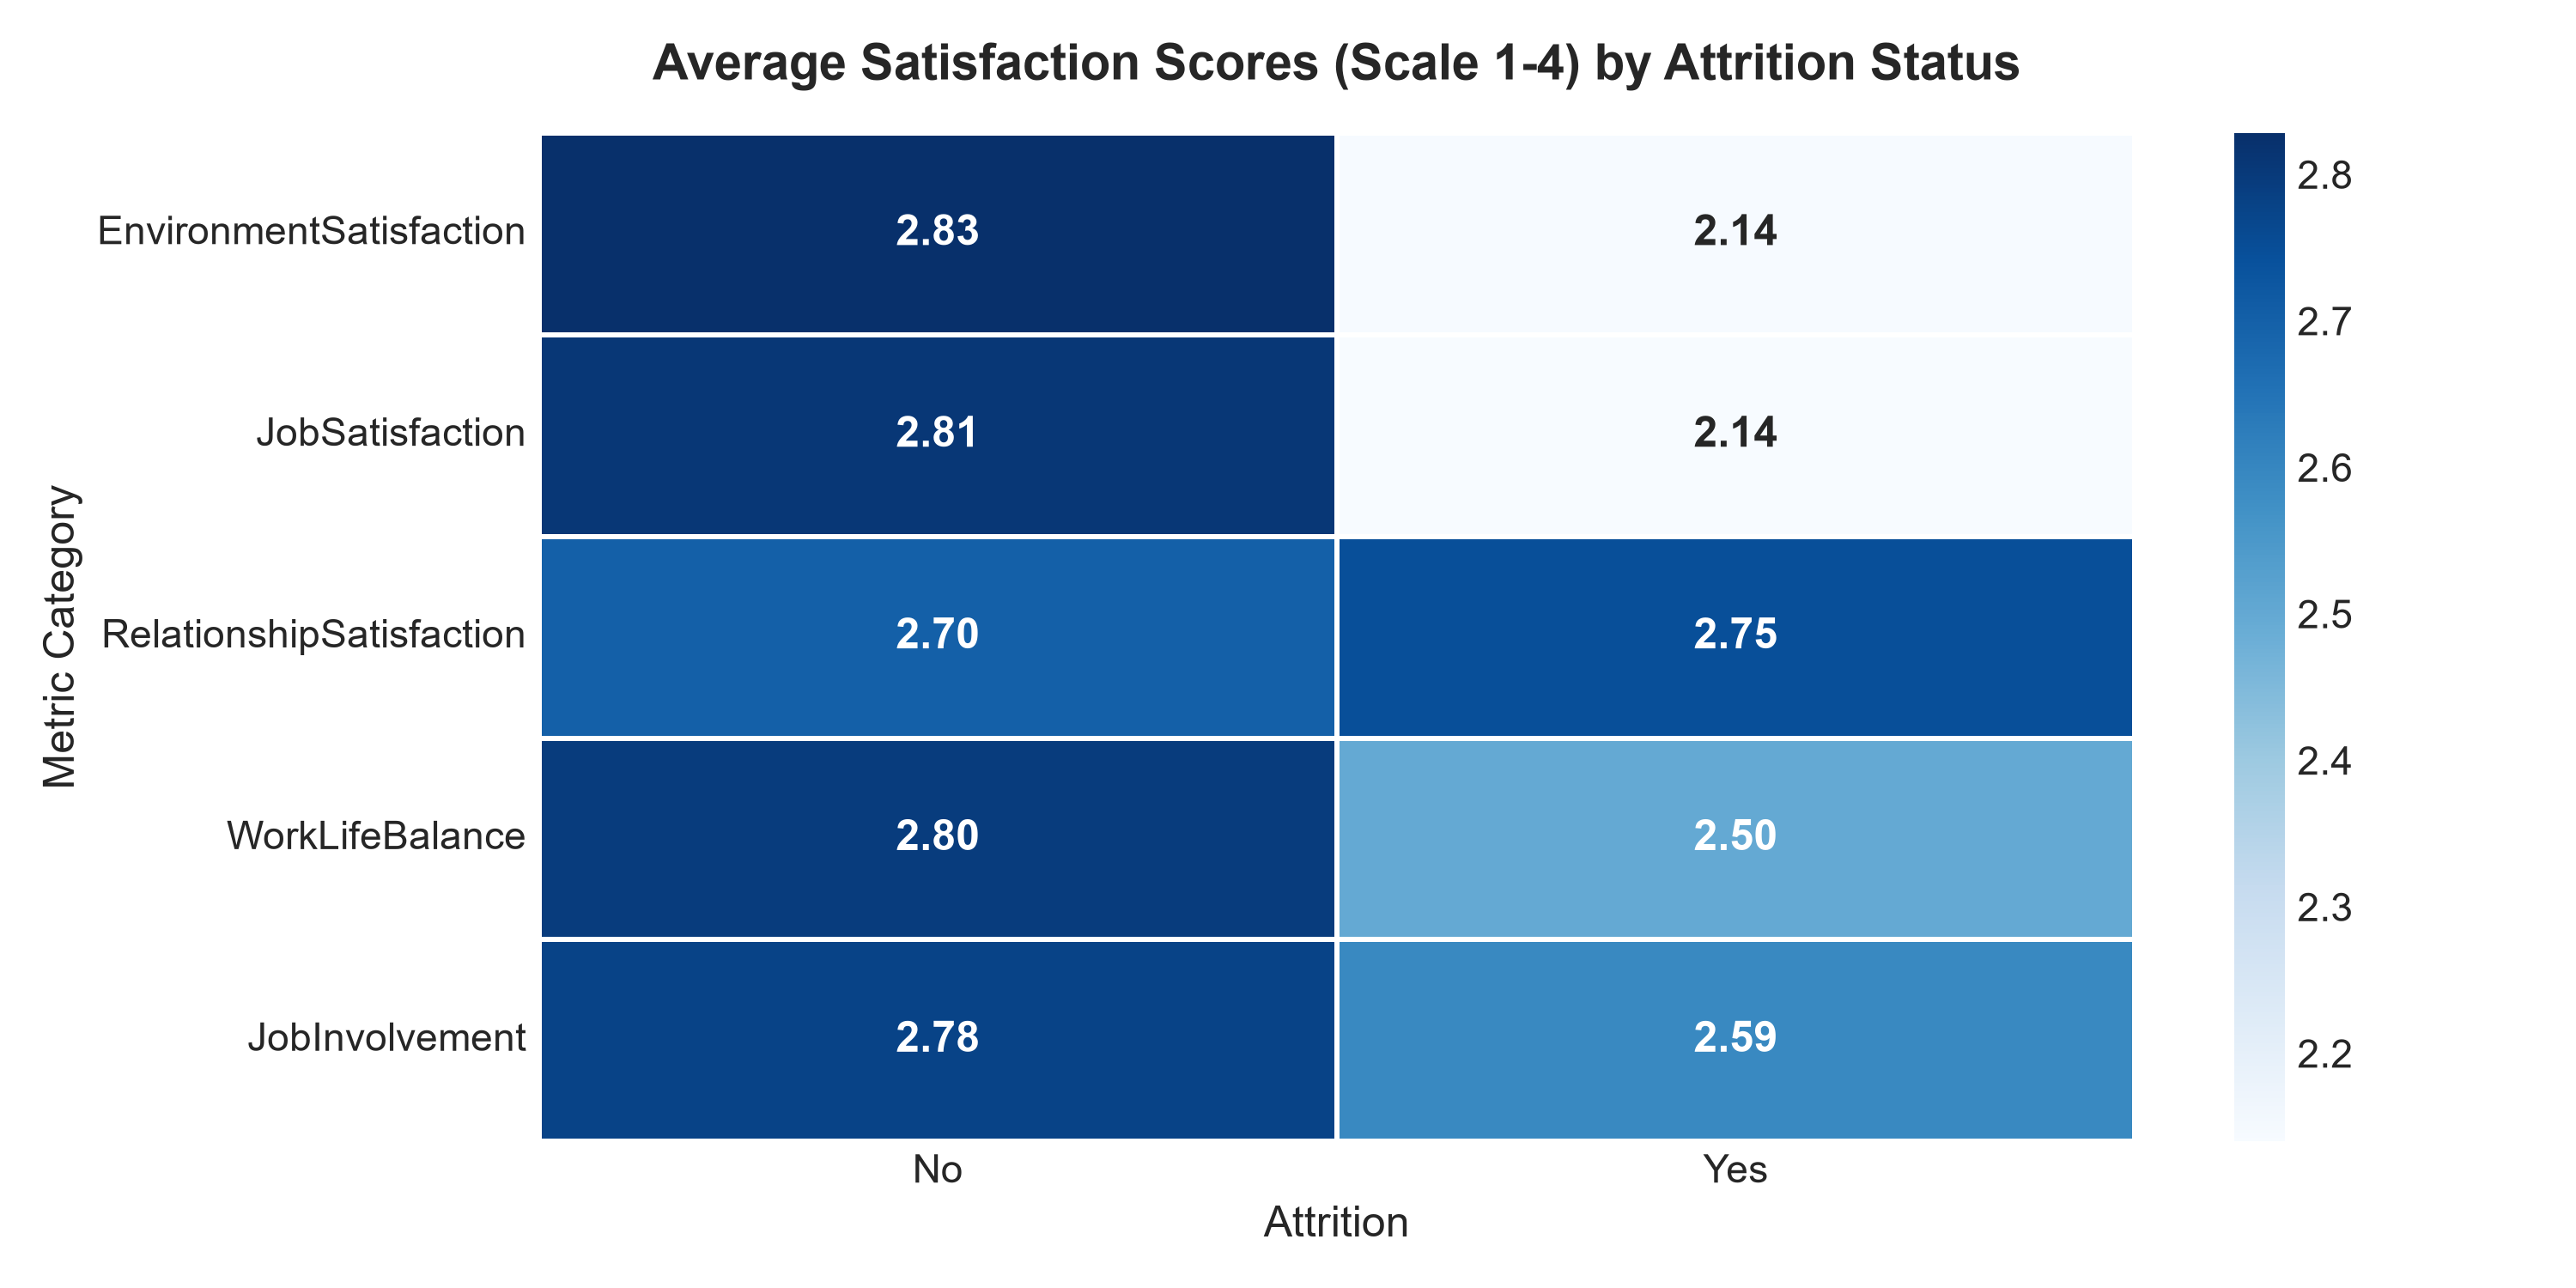 Average Satisfaction Scores (Scale 1-4) by Attrition Status
Metric Category
EnvironmentSatisfaction 2.83 2.14
JobSatisfaction 2.81 2.14
RelationshipSatisfaction 2.70 2.75
WorkLifeBalance 2.80 2.50
JobInvolvement 2.78 2.59
No Yes
Attrition
2.8
2.7
2.6
2.5
2.4
2.3
2.2